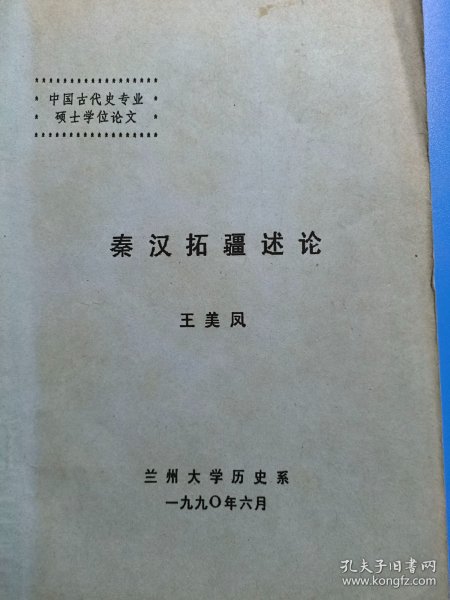 中国古代史专业
硕士学位论文
秦汉拓疆述论
王美凤
兰州大学历史系
一九九〇年六月
孔夫子旧书网
www.kongfz.com